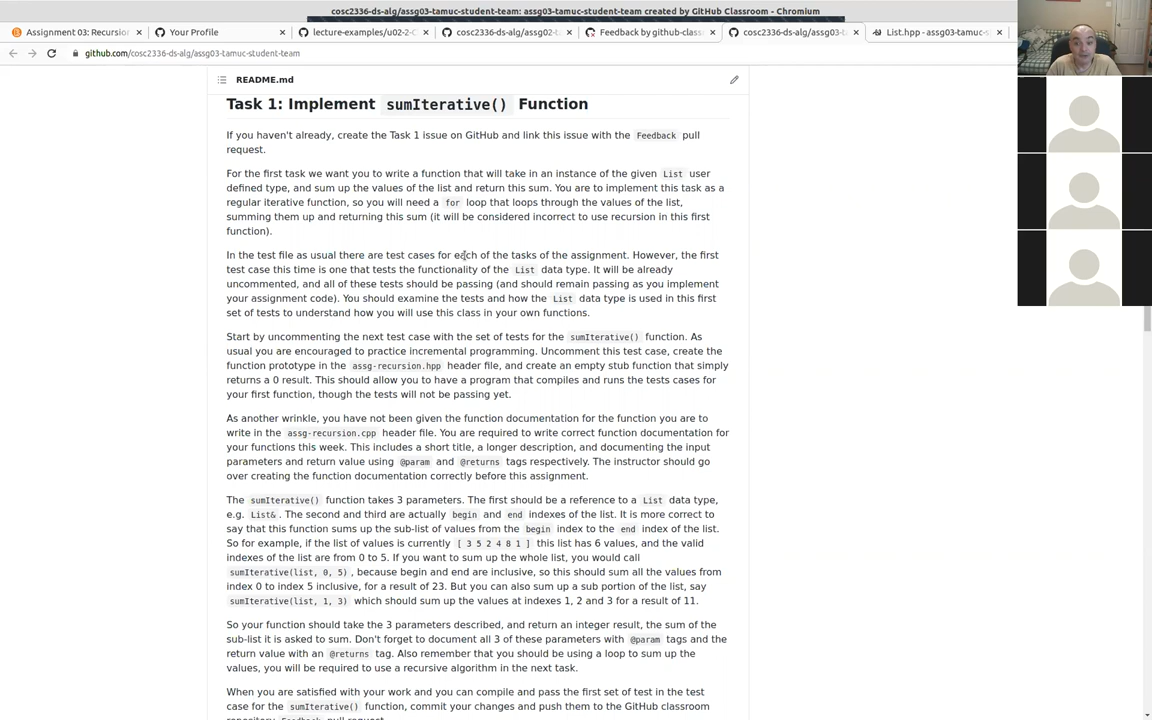 cosc2336-ds-alg/assg03-tamuc-student-team: assg03-tamuc-student-team created by GitHub Classroom - Chromium
Assignment 03: Recursion
Your Profile
lecture-examples/u02-2-C
cosc2336-ds-alg/assg02-t
Feedback by github-class
cosc2336-ds-alg/assg03-t
List.hpp - assg03-tamuc-s
github.com/cosc2336-ds-alg/assg03-tamuc-student-team
README.md
Task 1: Implement sumIterative() Function
If you haven't already, create the Task 1 issue on GitHub and link this issue with the Feedback pull
request.
For the first task we want you to write a function that will take in an instance of the given List user
defined type, and sum up the values of the list and return this sum. You are to implement this task as a
regular iterative function, so you will need a for loop that loops through the values of the list,
summing them up and returning this sum (it will be considered incorrect to use recursion in this first
function).
In the test file as usual there are test cases for each of the tasks of the assignment. However, the first
test case this time is one that tests the functionality of the List data type. It will be already
uncommented, and all of these tests should be passing (and should remain passing as you implement
your assignment code). You should examine the tests and how the List data type is used in this first
set of tests to understand how you will use this class in your own functions.
Start by uncommenting the next test case with the set of tests for the sumIterative() function. As
usual you are encouraged to practice incremental programming. Uncomment this test case, create the
function prototype in the assg-recursion.hpp header file, and create an empty stub function that simply
returns a 0 result. This should allow you to have a program that compiles and runs the tests cases for
your first function, though the tests will not be passing yet.
As another wrinkle, you have not been given the function documentation for the function you are to
write in the assg-recursion.cpp header file. You are required to write correct function documentation for
your functions this week. This includes a short title, a longer description, and documenting the input
parameters and return value using @param and @returns tags respectively. The instructor should go
over creating the function documentation correctly before this assignment.
The sumIterative() function takes 3 parameters. The first should be a reference to a List data type,
e.g. List& . The second and third are actually begin and end indexes of the list. It is more correct to
say that this function sums up the sub-list of values from the begin index to the end index of the list.
So for example, if the list of values is currently [ 3 5 2 4 8 1 ] this list has 6 values, and the valid
indexes of the list are from 0 to 5. If you want to sum up the whole list, you would call
sumIterative(list, 0, 5) , because begin and end are inclusive, so this should sum all the values from
index 0 to index 5 inclusive, for a result of 23. But you can also sum up a sub portion of the list, say
sumIterative(list, 1, 3) which should sum up the values at indexes 1, 2 and 3 for a result of 11.
So your function should take the 3 parameters described, and return an integer result, the sum of the
sub-list it is asked to sum. Don't forget to document all 3 of these parameters with @param tags and the
return value with an @returns tag. Also remember that you should be using a loop to sum up the
values, you will be required to use a recursive algorithm in the next task.
When you are satisfied with your work and you can compile and pass the first set of test in the test
case for the sumIterative() function, commit your changes and push them to the GitHub classroom
repository Feedback pull request.